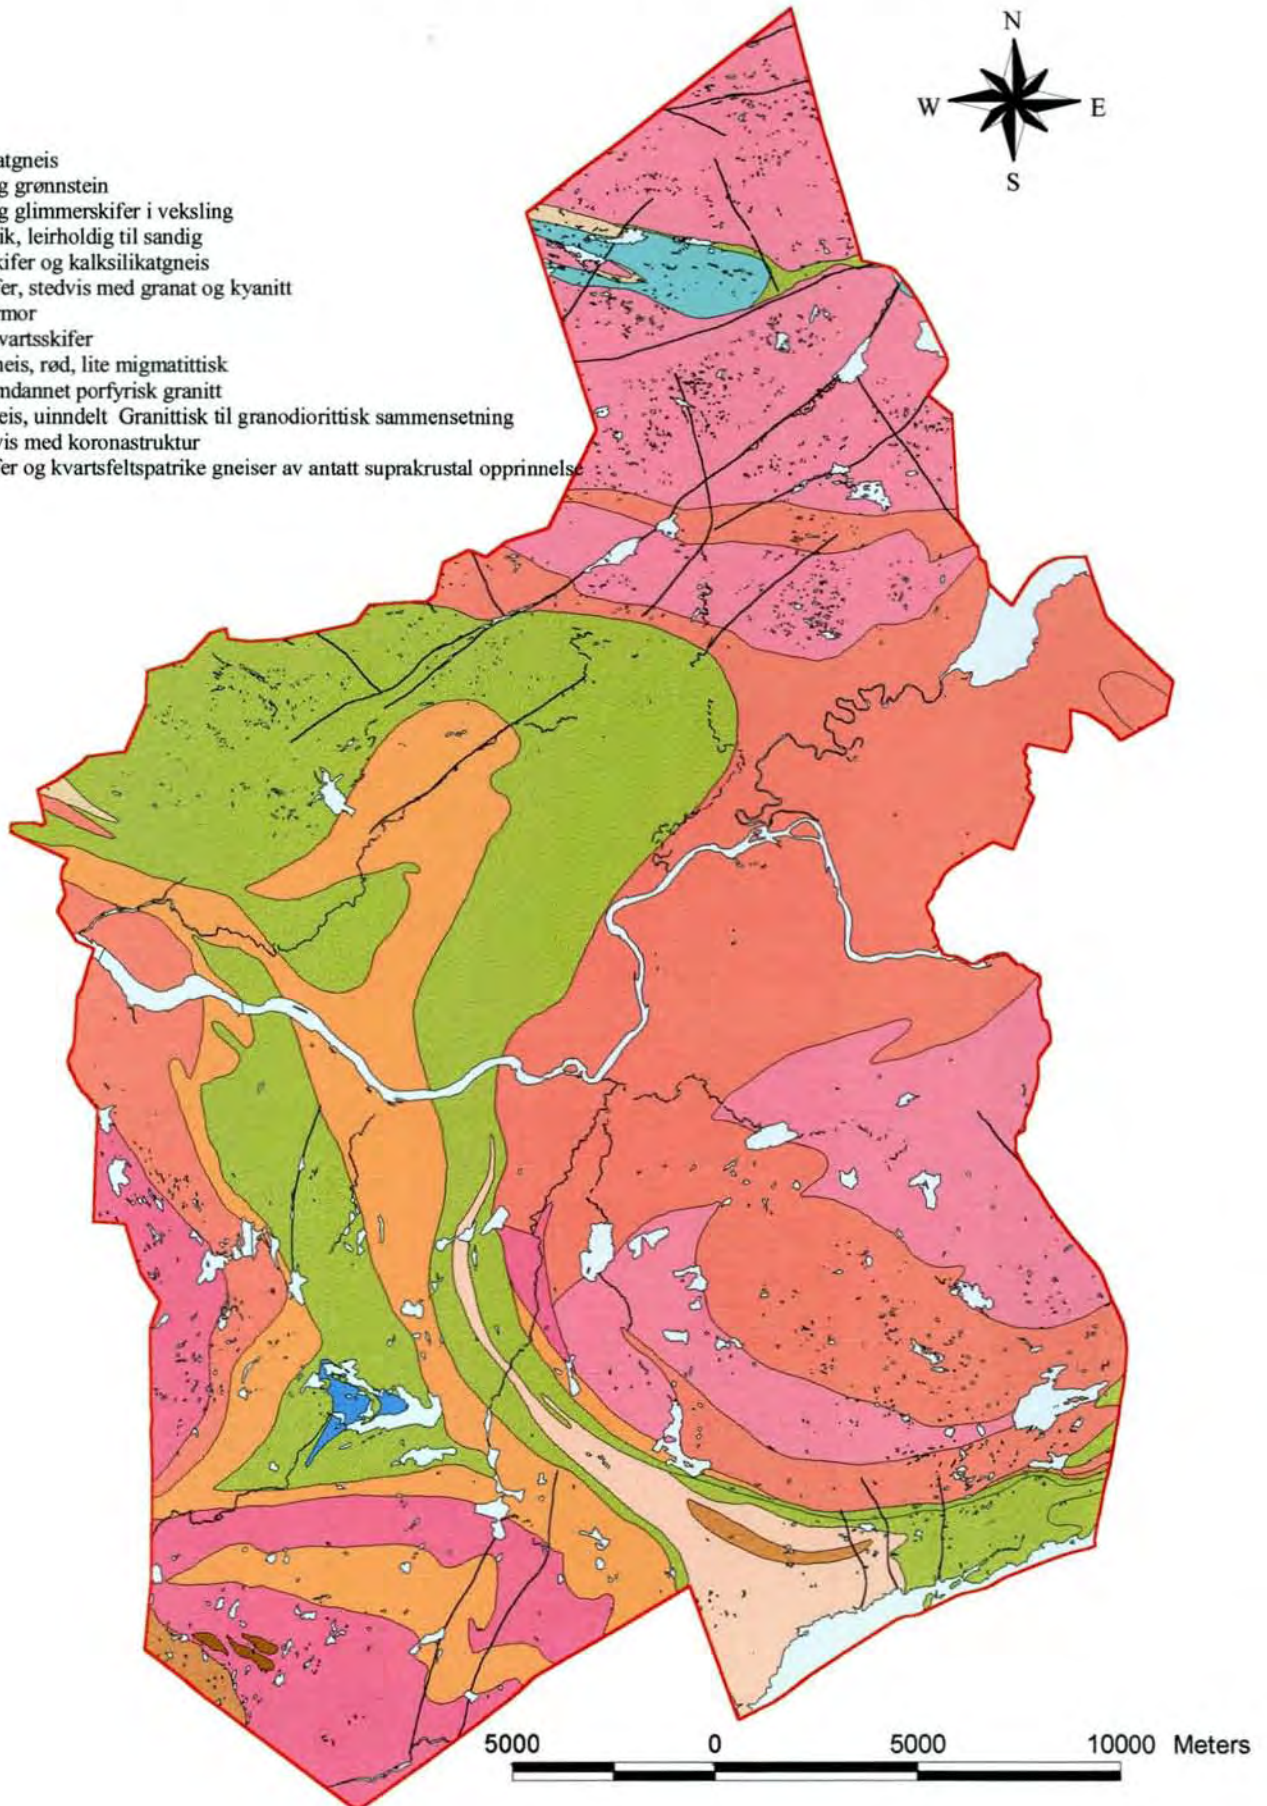 N
W E
S
atgneis
g grønnstein
g glimmerskifer i veksling
ik, leirholdig til sandig
kifer og kalksilikatgneis
fer, stedvis med granat og kyanitt
rmor
vartsskifer
neis, rød, lite migmatittisk
mdannet porfyrisk granitt
eis, uinndelt Granittisk til granodiorittisk sammensetning
vis med koronastruktur
fer og kvartsfeltspatrike gneiser av antatt suprakrustal opprinnelse
5000 0 5000 10000 Meters